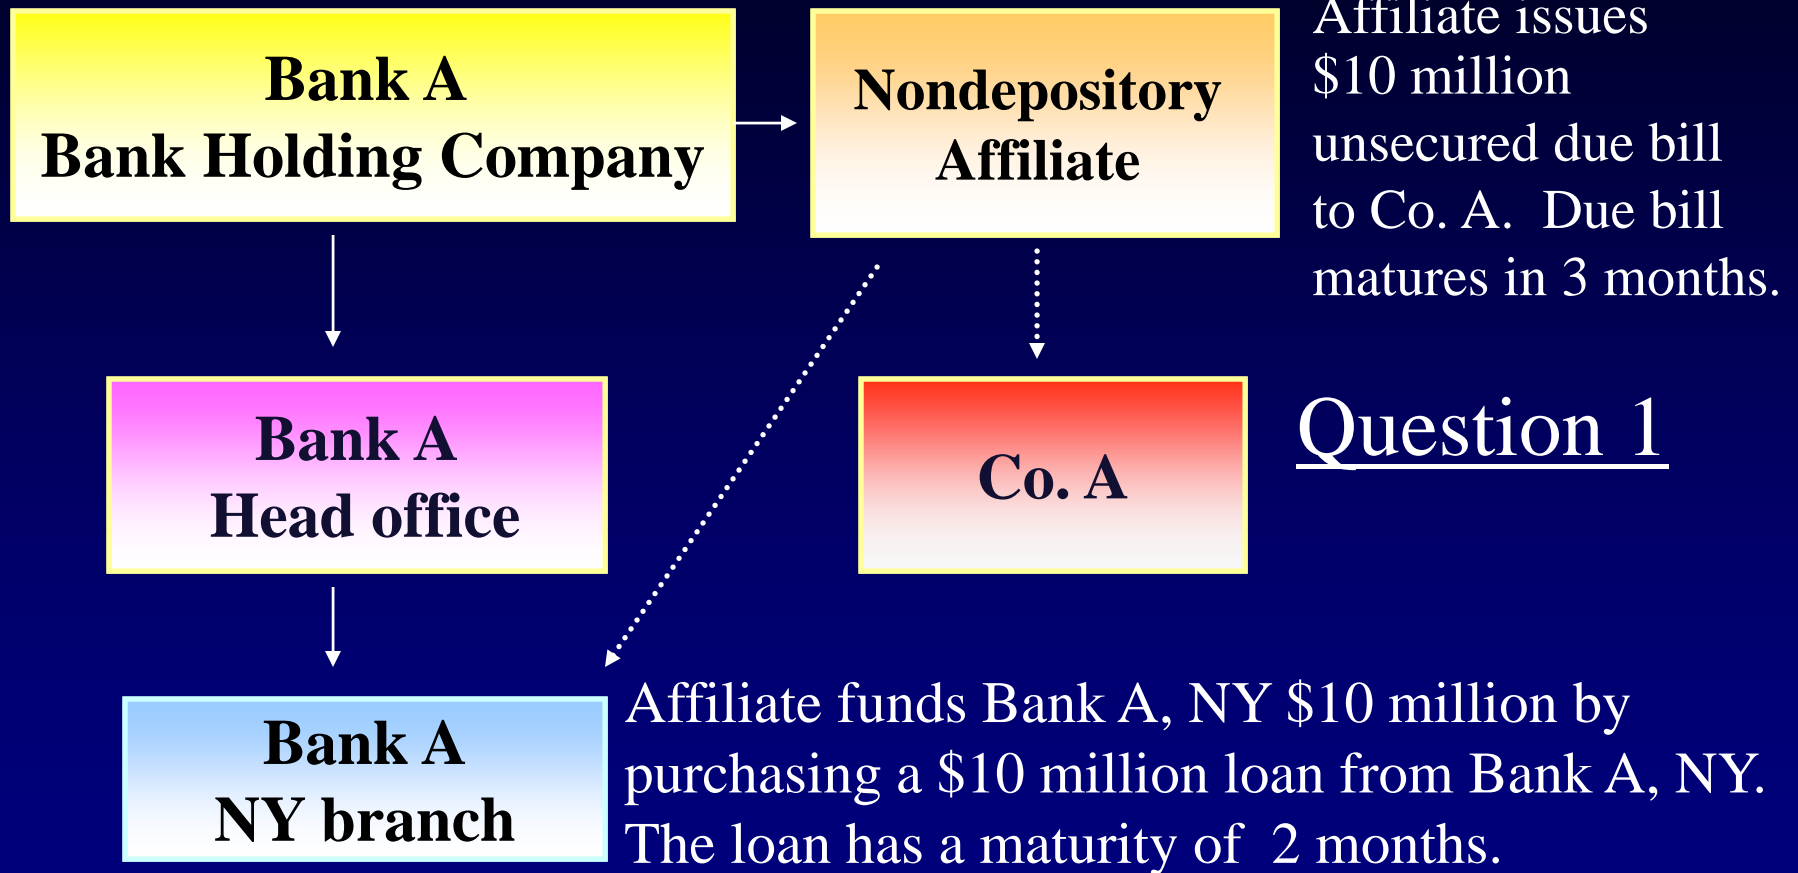 Bank A
Bank Holding Company
Nondepository
Affiliate
Affiliate issues
$10 million
unsecured due bill
to Co. A. Due bill
matures in 3 months.
Bank A
Head office
Co. A
Question 1
Bank A
NY branch
Affiliate funds Bank A, NY $10 million by
purchasing a $10 million loan from Bank A, NY.
The loan has a maturity of 2 months.